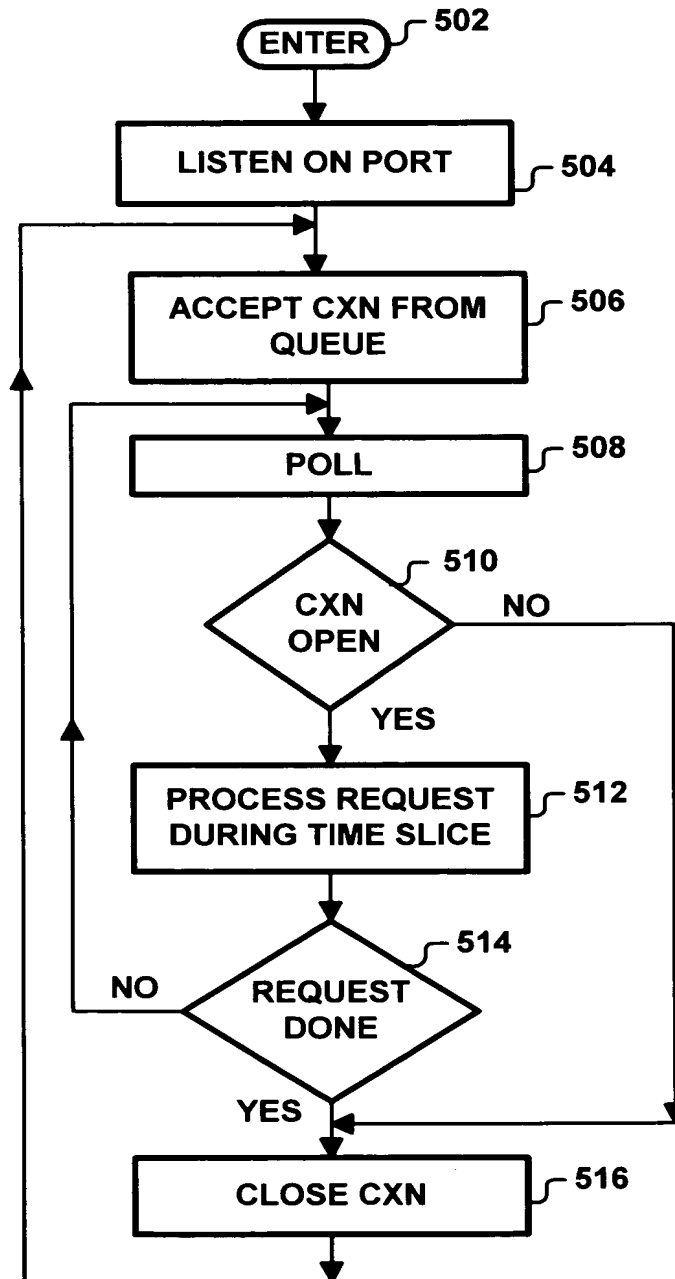 ENTER
502
LISTEN ON PORT
504
ACCEPT CXN FROM
QUEUE
506
POLL
508
510
CXN
OPEN
NO
YES
PROCESS REQUEST
DURING TIME SLICE
512
514
NO
REQUEST
DONE
YES
CLOSE CXN
516